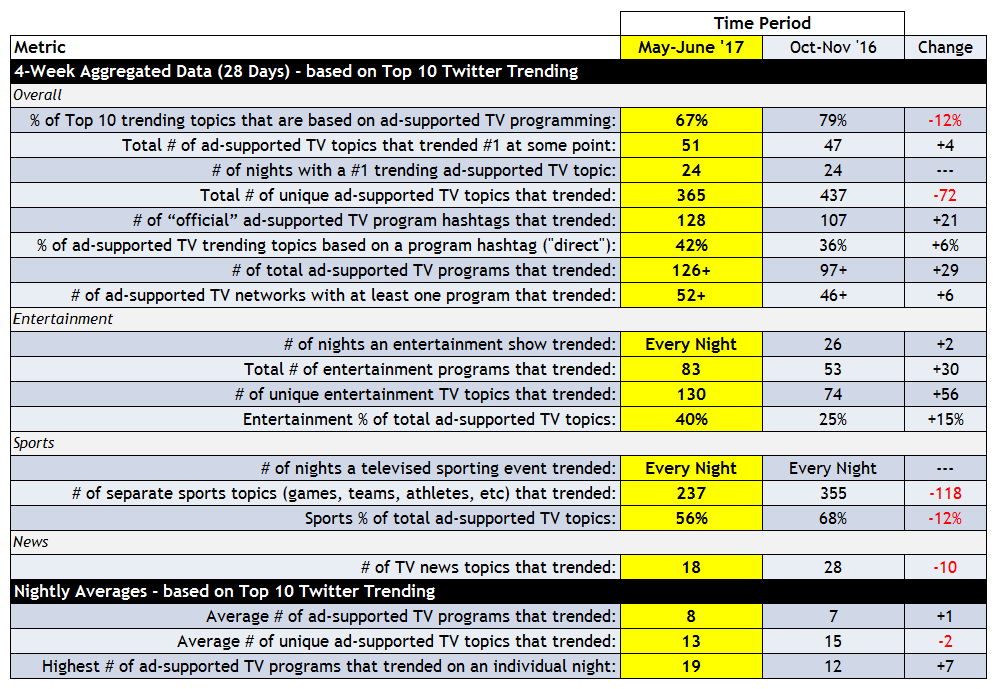 Time Period
Metric May-June '17 Oct-Nov '16 Change
4-Week Aggregated Data (28 Days) - based on Top 10 Twitter Trending
Overall
% of Top 10 trending topics that are based on ad-supported TV programming: 67% 79% -12%
Total # of ad-supported TV topics that trended #1 at some point: 51 47 +4
# of nights with a #1 trending ad-supported TV topic: 24 24 ---
Total # of unique ad-supported TV topics that trended: 365 437 -72
# of “official” ad-supported TV program hashtags that trended: 128 107 +21
% of ad-supported TV trending topics based on a program hashtag ("direct"): 42% 36% +6%
# of total ad-supported TV programs that trended: 126+ 97+ +29
# of ad-supported TV networks with at least one program that trended: 52+ 46+ +6
Entertainment
# of nights an entertainment show trended: Every Night 26 +2
Total # of entertainment programs that trended: 83 53 +30
# of unique entertainment TV topics that trended: 130 74 +56
Entertainment % of total ad-supported TV topics: 40% 25% +15%
Sports
# of nights a televised sporting event trended: Every Night Every Night ---
# of separate sports topics (games, teams, athletes, etc) that trended: 237 355 -118
Sports % of total ad-supported TV topics: 56% 68% -12%
News
# of TV news topics that trended: 18 28 -10
Nightly Averages - based on Top 10 Twitter Trending
Average # of ad-supported TV programs that trended: 8 7 +1
Average # of unique ad-supported TV topics that trended: 13 15 -2
Highest # of ad-supported TV programs that trended on an individual night: 19 12 +7